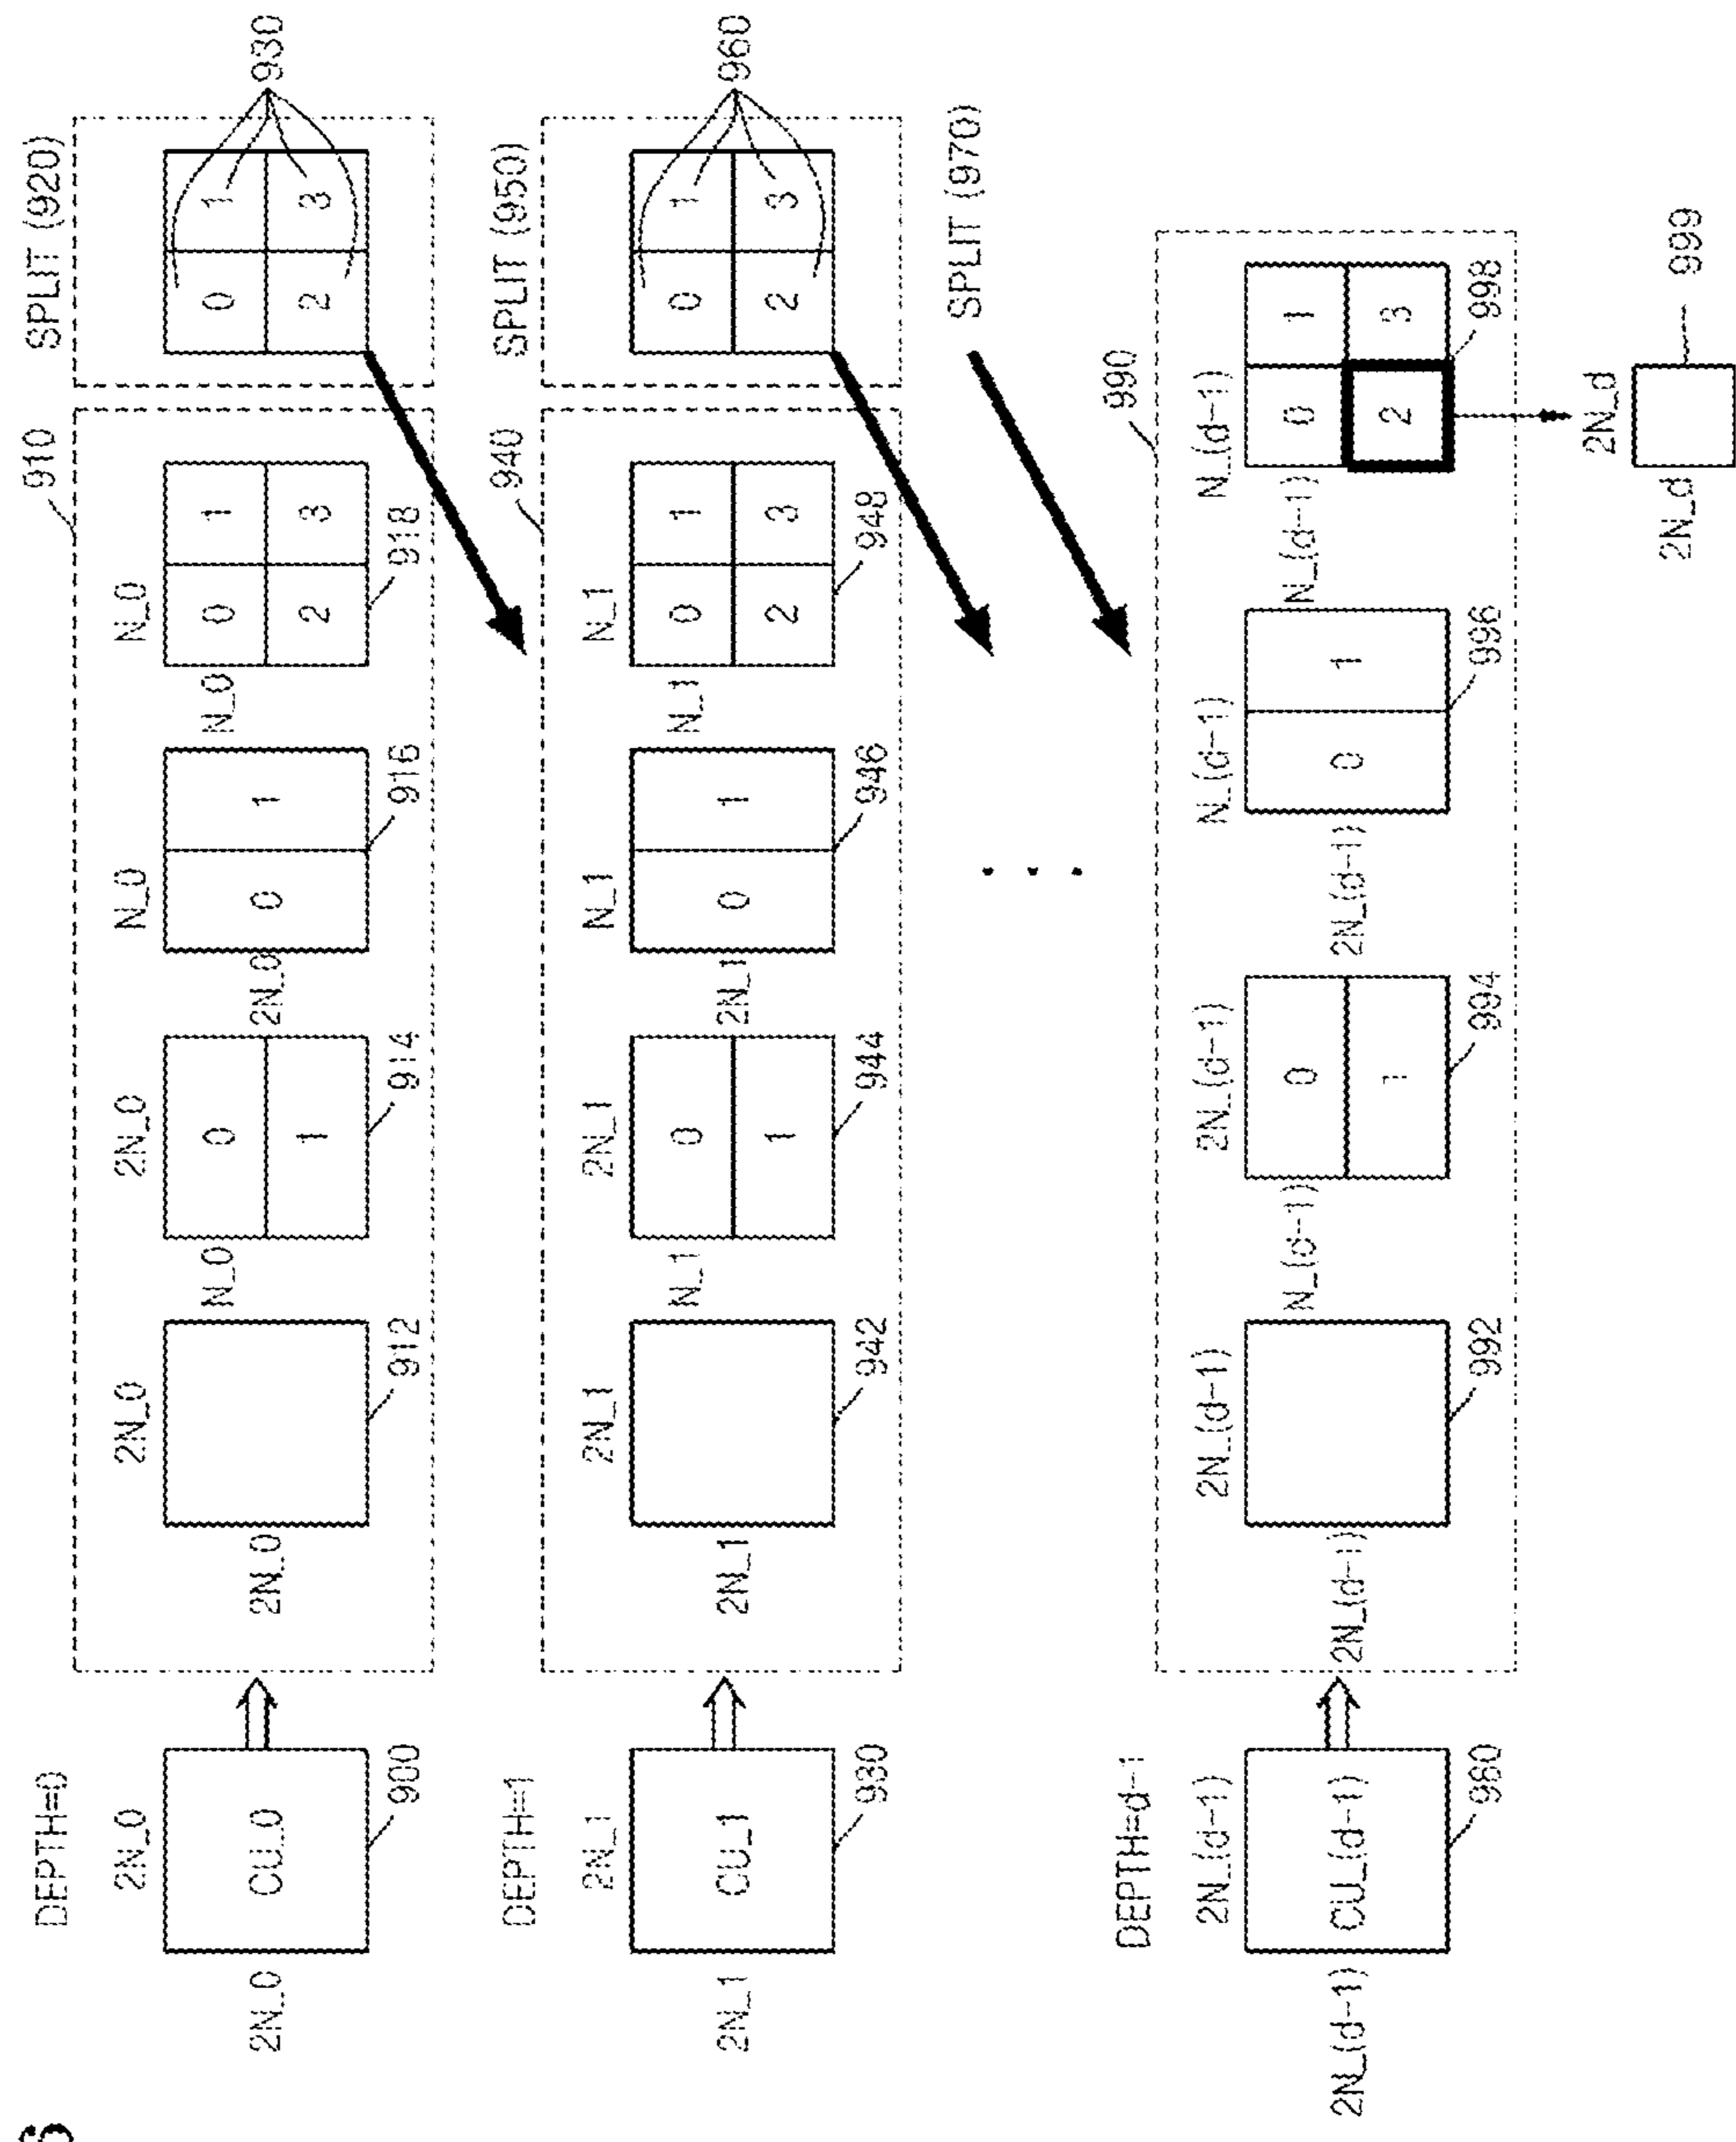 6
DEPTH=0
SPLIT (920)
910
2N_0
2N_0
2N_0
N_0
N_0
930
2N_0
CU_0
2N_0
N_0
0
1
2N_0
0
1
N_0
0
1
2
3
0
1
2
3
900
912
914
916
918
DEPTH=1
SPLIT (950)
940
2N_1
2N_1
2N_1
N_1
N_1
960
2N_1
CU_1
2N_1
N_1
0
1
2N_1
0
1
N_1
0
1
2
3
0
1
2
3
930
942
944
946
948
SPLIT (970)
DEPTH=d-1
990
2N_(d-1)
2N_(d-1)
2N_(d-1)
N_(d-1)
N_(d-1)
2N_(d-1)
CU_(d-1)
2N_(d-1)
N_(d-1)
0
1
2N_(d-1)
0
1
N_(d-1)
0
1
2
3
980
992
994
996
998
2N_d
2N_d
999